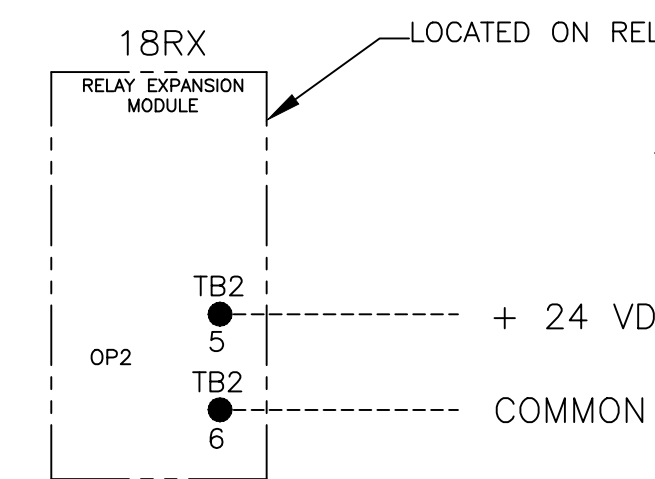 18RX
LOCATED ON REL
RELAY EXPANSION
MODULE
TB2
+ 24 VD
5
OP2
TB2
COMMON
6